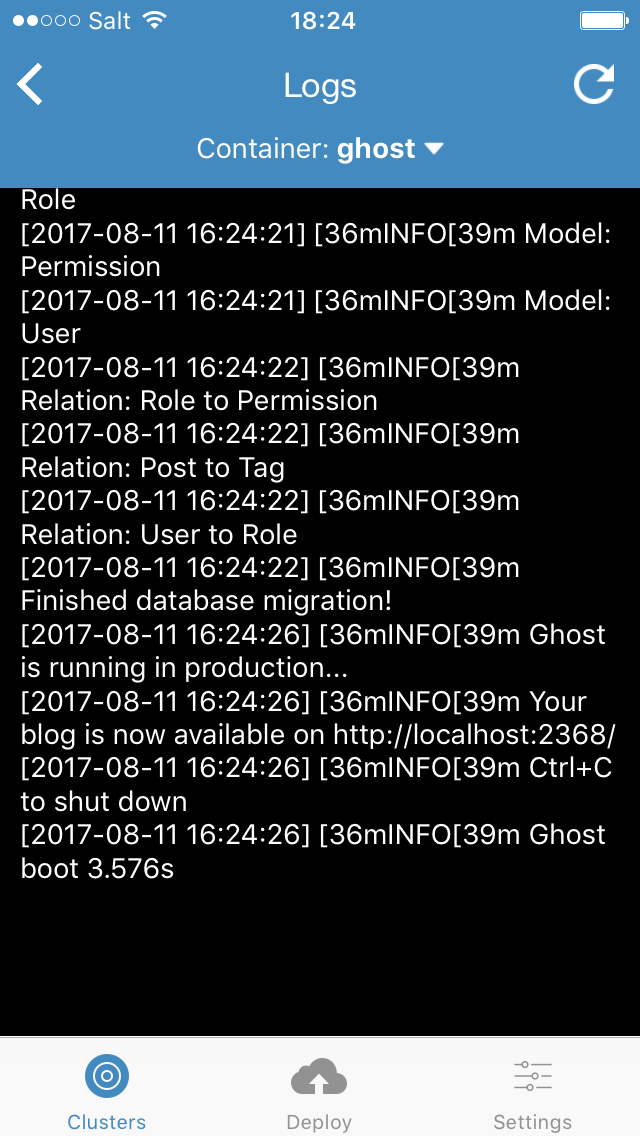 Salt 18:24
Logs
Container: ghost
Role
[2017-08-11 16:24:21] [36mINFO[39m Model:
Permission
[2017-08-11 16:24:21] [36mINFO[39m Model:
User
[2017-08-11 16:24:22] [36mINFO[39m
Relation: Role to Permission
[2017-08-11 16:24:22] [36mINFO[39m
Relation: Post to Tag
[2017-08-11 16:24:22] [36mINFO[39m
Relation: User to Role
[2017-08-11 16:24:22] [36mINFO[39m
Finished database migration!
[2017-08-11 16:24:26] [36mINFO[39m Ghost
is running in production...
[2017-08-11 16:24:26] [36mINFO[39m Your
blog is now available on http://localhost:2368/
[2017-08-11 16:24:26] [36mINFO[39m Ctrl+C
to shut down
[2017-08-11 16:24:26] [36mINFO[39m Ghost
boot 3.576s
Clusters Deploy Settings